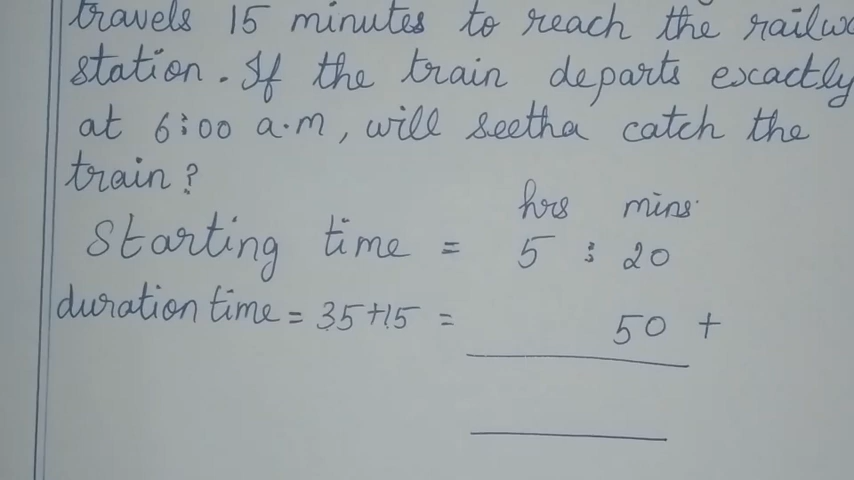 travels 15 minutes to reach the
station. If the train departs exactly
at 6:00 a.m, will seetha catch the
train?
hrs mins
Starting time = 5 : 20
duration time = 35+15 = 50 +